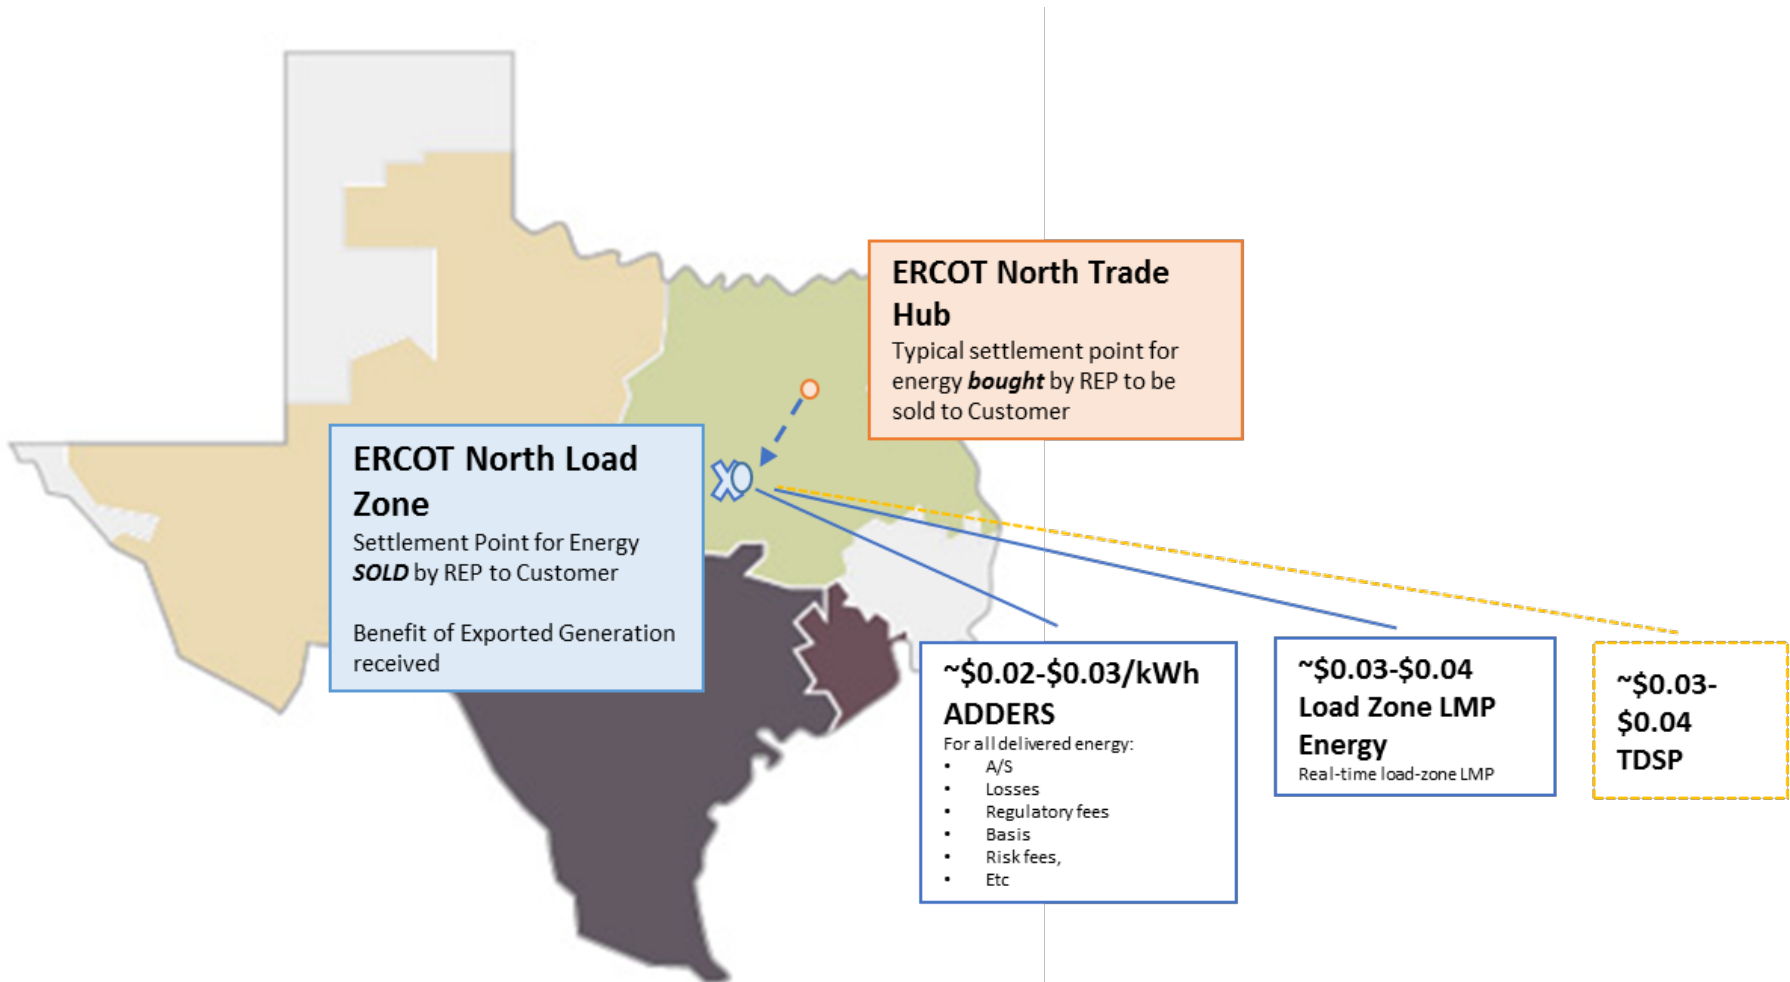 ERCOT North Trade
Hub
Typical settlement point for
energy bought by REP to be
sold to Customer
ERCOT North Load
Zone
Settlement Point for Energy
SOLD by REP to Customer
Benefit of Exported Generation
received
~$0.02-$0.03/kWh
ADDERS
For all delivered energy:
• A/S
• Losses
• Regulatory fees
• Basis
• Risk fees,
• Etc
~$0.03-$0.04
Load Zone LMP
Energy
Real-time load-zone LMP
~$0.03-
$0.04
TDSP